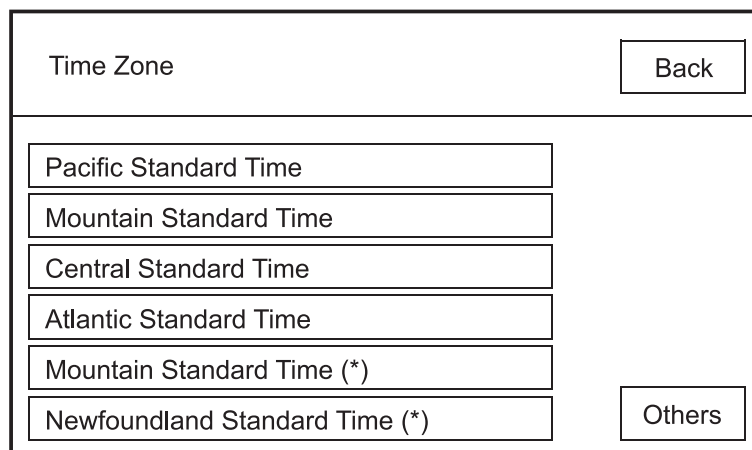 Time Zone
Back
Pacific Standard Time
Mountain Standard Time
Central Standard Time
Atlantic Standard Time
Mountain Standard Time (*)
Newfoundland Standard Time (*)
Others